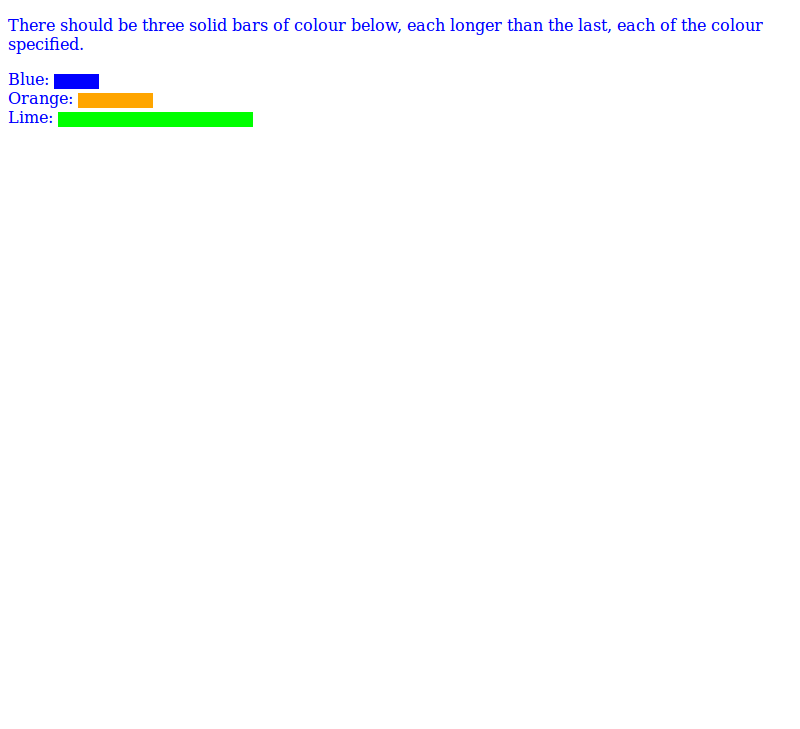 There should be three solid bars of colour below, each longer than the last, each of the colour
specified.
Blue:
Orange:
Lime: